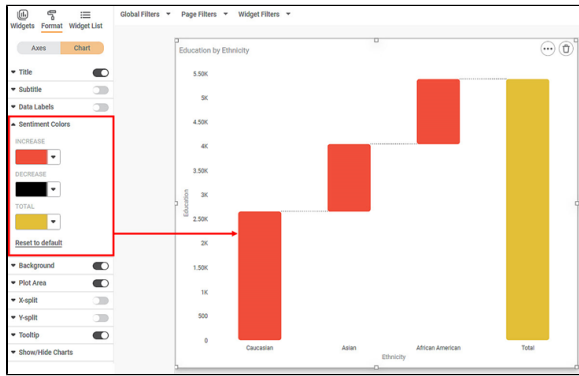 Widgets Format Widget List
Global Filters Page Filters Widget Filters
Axes Chart
Title
Subtitle
Data Labels
Sentiment Colors
INCREASE
DECREASE
TOTAL
Reset to default
Background
Plot Area
X-split
Y-split
Tooltip
Show/Hide Charts
Education by Ethnicity
5.50K
5K
4.50K
4K
3.50K
3K
2.50K
2K
1.50K
1K
500
0
Education
Caucasian Asian African American Total
Ethnicity